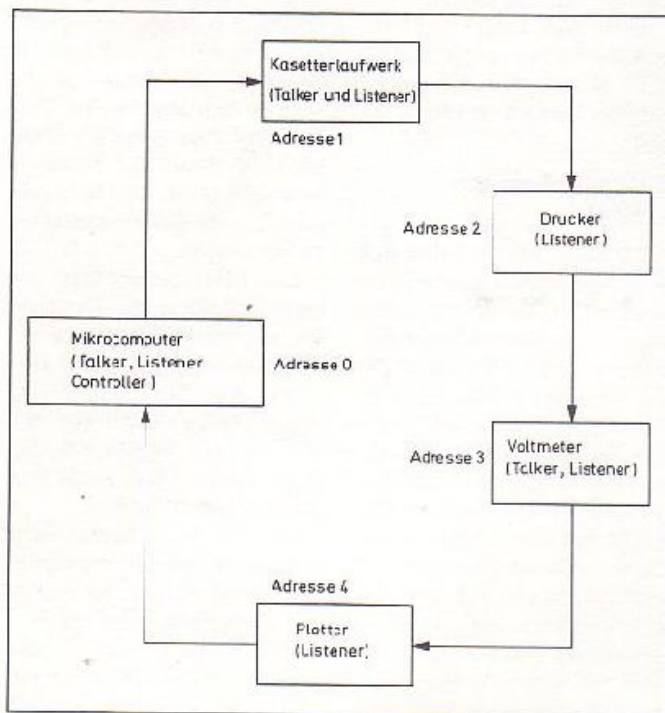 Kasetterlaufwerk
(Talker und Listener)
Adresse 1
Adresse 2
Drucker
(Listener)
Mikrocomputer
(Talker, Listener
Controller)
Adresse 0
Adresse 3
Voltmeter
(Talker, Listener)
Adresse 4
Plotter
(Listener)